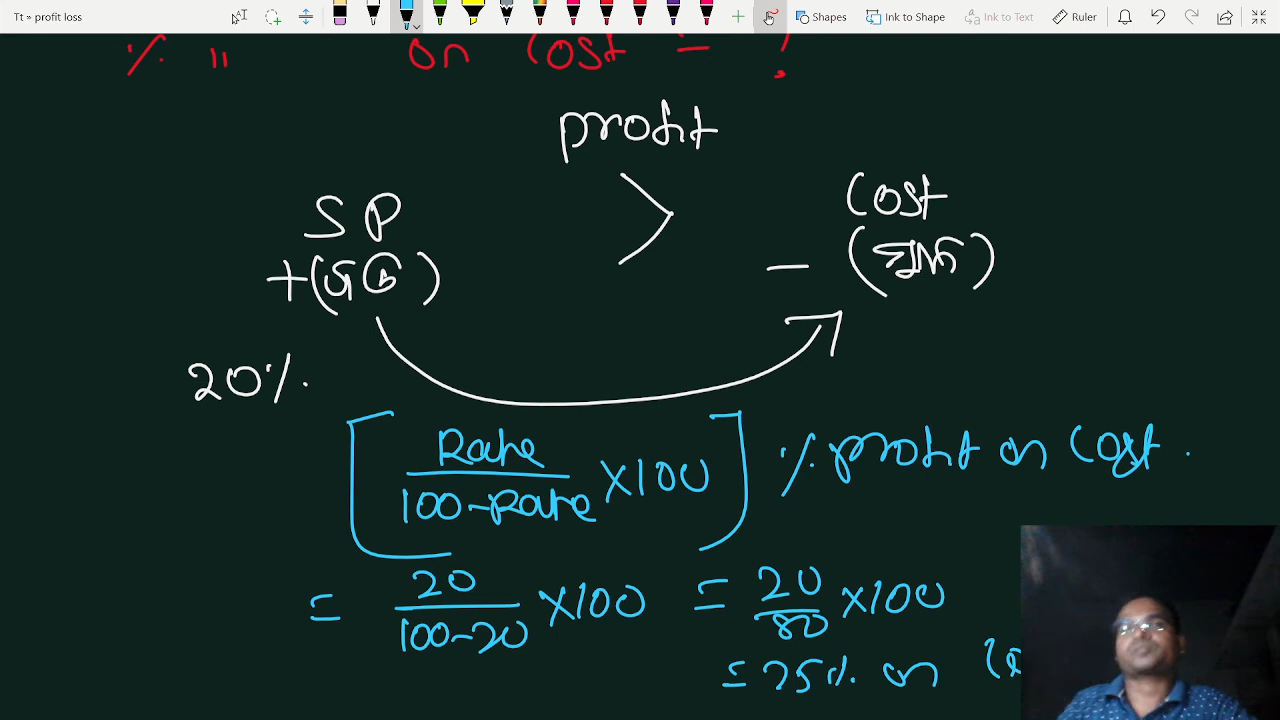 Tt » profit loss
Shapes Ink to Shape Ink to Text Ruler
% " on Cost = ?
profit
SP > Cost
+( ) - ( )
20%.
[Rate/100-Rate ×100] % profit on Cost.
= 20/100-20 ×100 = 20/80 ×100
= 25% on